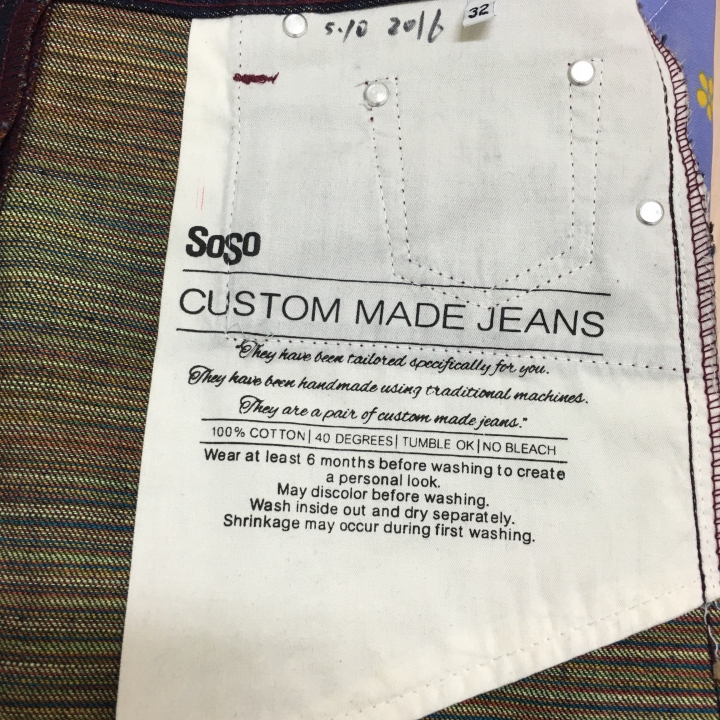 5.10 2016 32
SoSo
CUSTOM MADE JEANS
"They have been tailored specifically for you.
They have been handmade using traditional machines.
They are a pair of custom made jeans."
100% COTTON| 40 DEGREES| TUMBLE OK|NO BLEACH
Wear at least 6 months before washing to create
a personal look.
May discolor before washing.
Wash inside out and dry separately.
Shrinkage may occur during first washing.